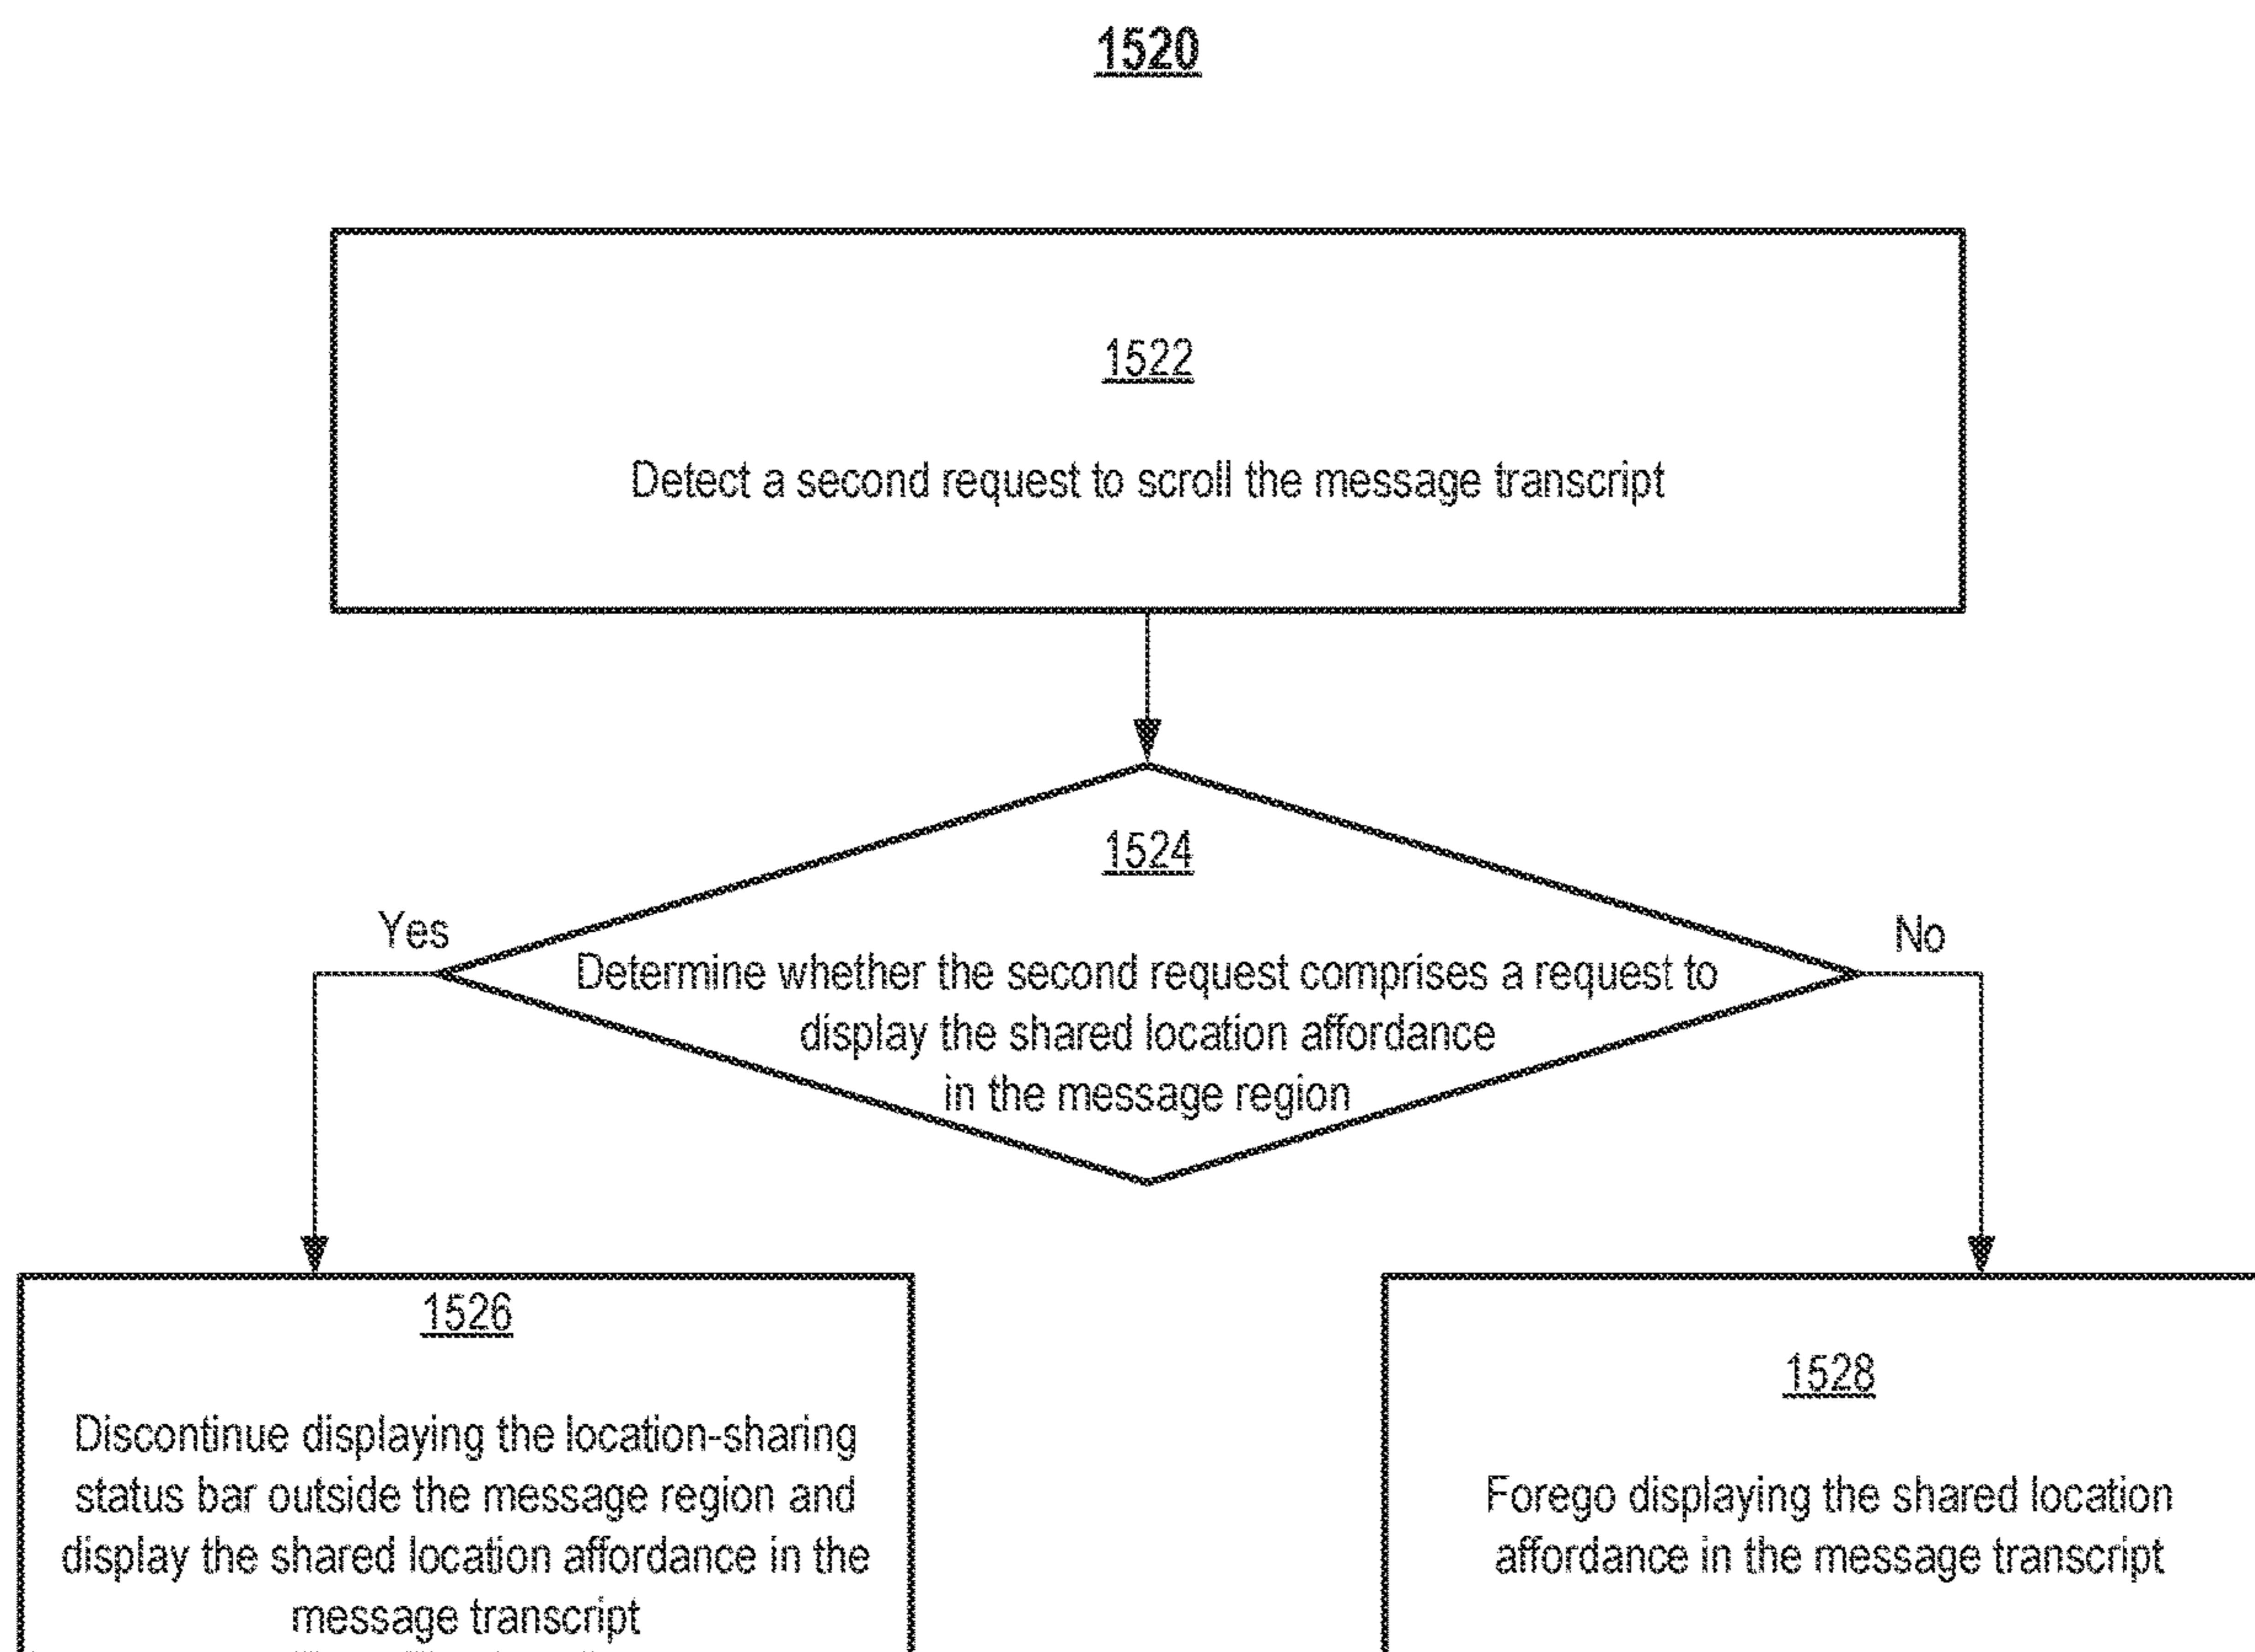 1520
1522
Detect a second request to scroll the message transcript
1524
Yes
No
Determine whether the second request comprises a request to
display the shared location affordance
in the message region
1526
Discontinue displaying the location-sharing
status bar outside the message region and
display the shared location affordance in the
message transcript
1528
Forego displaying the shared location
affordance in the message transcript